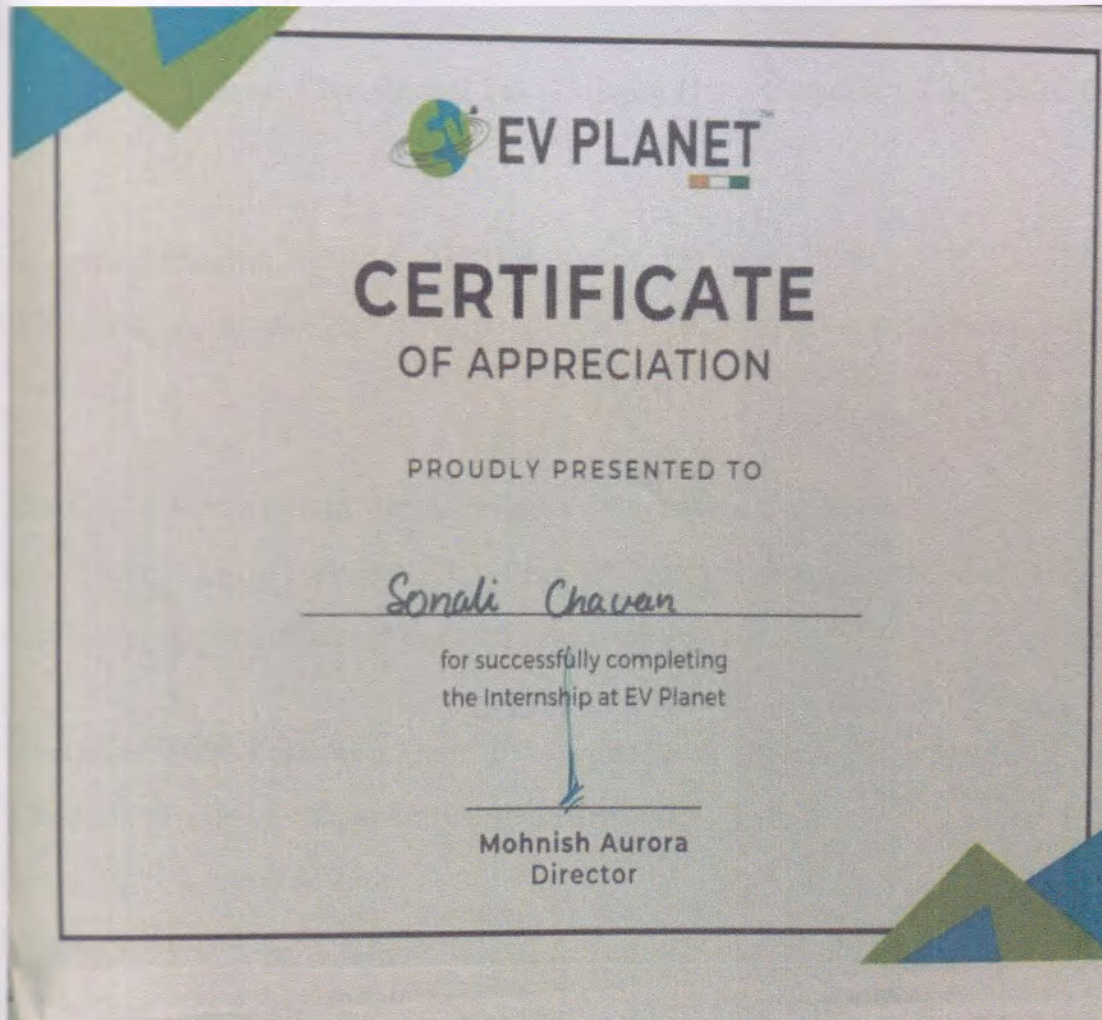 EV PLANET™
CERTIFICATE
OF APPRECIATION
PROUDLY PRESENTED TO
Sonali Chavan
for successfully completing
the Internship at EV Planet
Mohnish Aurora
Director